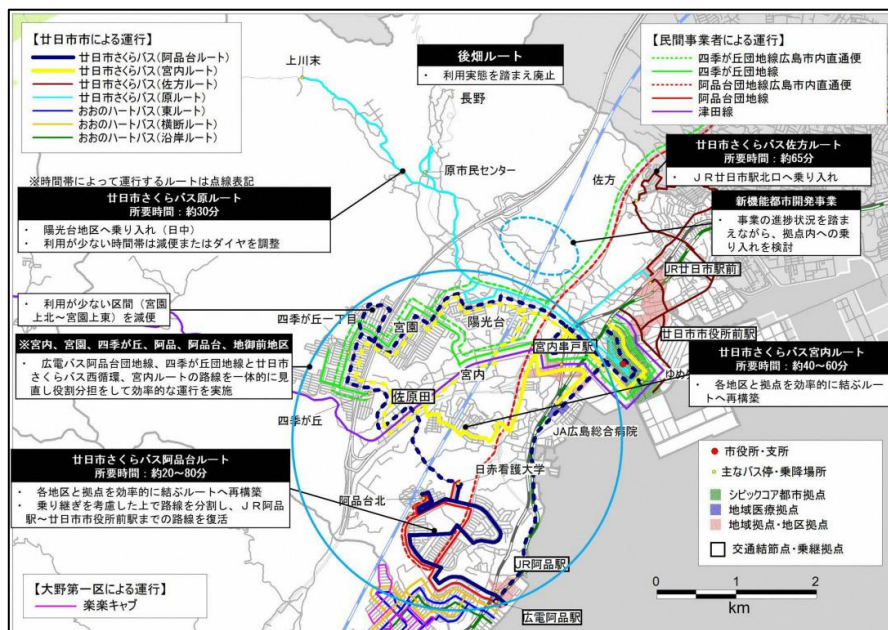 【廿日市市による運行】
廿日市さくらバス(阿品台ルート)
廿日市さくらバス(宮内ルート)
廿日市さくらバス(佐方ルート)
廿日市さくらバス(原ルート)
おおのハートバス(東ルート)
おおのハートバス(横断ルート)
おおのハートバス(沿岸ルート)
上川末
後畑ルート
・ 利用実態を踏まえ廃止
長野
【民間事業者による運行】
四季が丘団地線広島市内直通便
四季が丘団地線
阿品台団地線広島市内直通便
阿品台団地線
津田線
原市民センター
佐方
廿日市さくらバス佐方ルート
所要時間:約65分
・ JR廿日市駅北口へ乗り入れ
※時間帯によって運行するルートは点線表記
廿日市さくらバス原ルート
所要時間:約30分
・ 陽光台地区へ乗り入れ(日中)
・ 利用が少ない時間帯は減便またはダイヤを調整
新機能都市開発事業
・ 事業の進捗状況を踏まえながら、拠点内への乗り入れを検討
JR廿日市駅前
・ 利用が少ない区間(宮園上北~宮園上東)を減便
四季が丘一丁目
宮園
陽光台
宮内串戸駅
廿日市市役所前駅
※宮内、宮園、四季が丘、阿品、阿品台、地御前地区
・ 広電バス阿品台団地線、四季が丘団地線と廿日市さくらバス西循環、宮内ルートの路線を一体的に見直し役割分担をして効率的な運行を実施
宮内
佐原田
四季が丘
ゆめ
廿日市さくらバス宮内ルート
所要時間:約40~60分
・ 各地区と拠点を効率的に結ぶルートへ再構築
JA広島総合病院
廿日市さくらバス阿品台ルート
所要時間:約20~80分
・ 各地区と拠点を効率的に結ぶルートへ再構築
・ 乗り継ぎを考慮した上で路線を分割し、JR阿品駅~廿日市市役所前駅までの路線を復活
日赤看護大学
阿品台北
JR阿品駅
広電阿品駅
市役所・支所
主なバス停・乗降場所
シビックコア都市拠点
地域医療拠点
地域拠点・地区拠点
交通結節点・乗継拠点
【大野第一区による運行】
楽楽キャブ
0 1 2
km